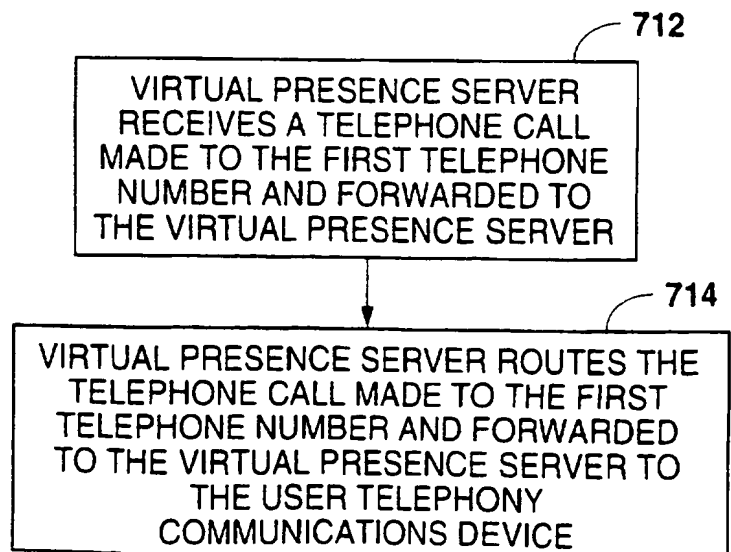 712
VIRTUAL PRESENCE SERVER
RECEIVES A TELEPHONE CALL
MADE TO THE FIRST TELEPHONE
NUMBER AND FORWARDED TO
THE VIRTUAL PRESENCE SERVER
714
VIRTUAL PRESENCE SERVER ROUTES THE
TELEPHONE CALL MADE TO THE FIRST
TELEPHONE NUMBER AND FORWARDED
TO THE VIRTUAL PRESENCE SERVER TO
THE USER TELEPHONY
COMMUNICATIONS DEVICE